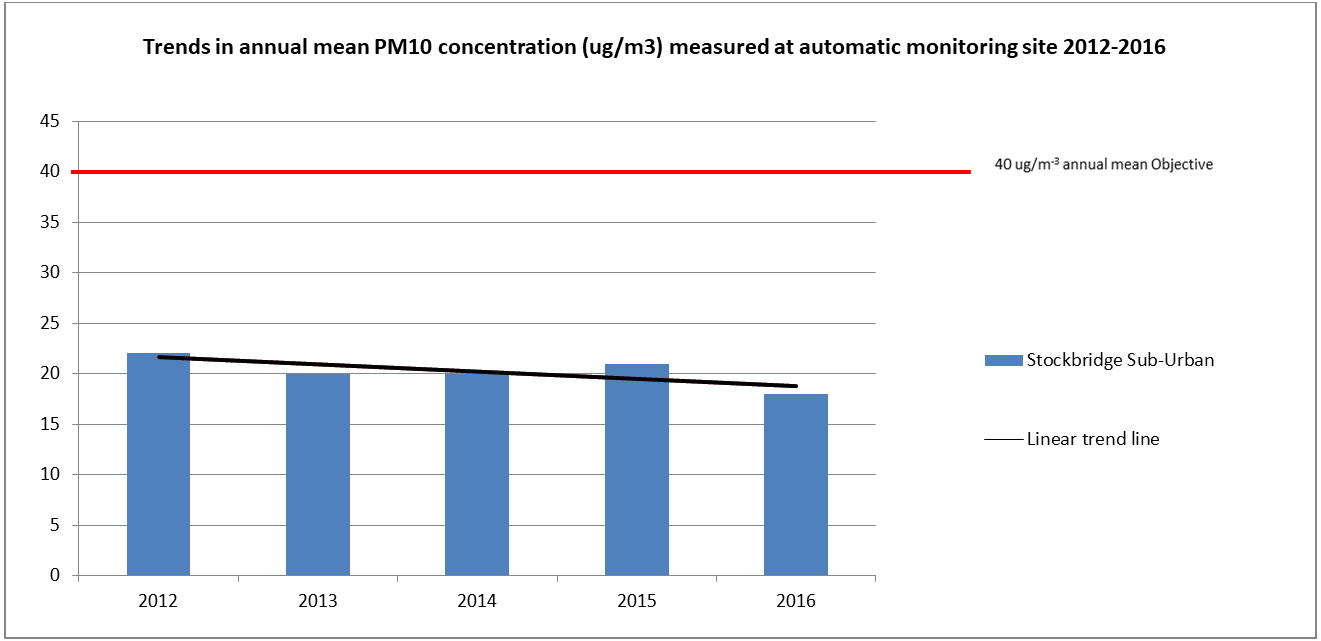 Trends in annual mean PM10 concentration (ug/m3) measured at automatic monitoring site 2012-2016
45
40
35
30
25
20
15
10
5
0
40 ug/m⁻³ annual mean Objective
Stockbridge Sub-Urban
Linear trend line
2012 2013 2014 2015 2016